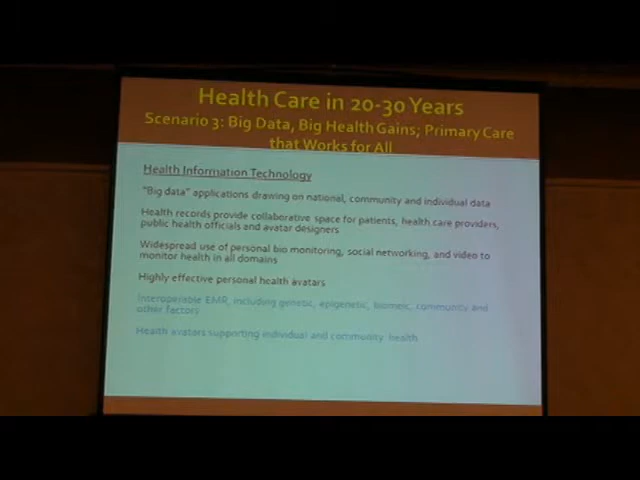 Health Care in 20-30 Years
Scenario 3: Big Data, Big Health Gains; Primary Care
that Works for All
Health Information Technology
"Big data" applications drawing on national, community and individual data
Health records provide collaborative space for patients, health care providers,
public health officials and avatar designers
Widespread use of personal bio monitoring, social networking, and video to
monitor health in all domains
Highly effective personal health avatars
Interoperable EMR, including genetic, epigenetic, biomeic, community and
other factory
Health avators supporting individual and community health